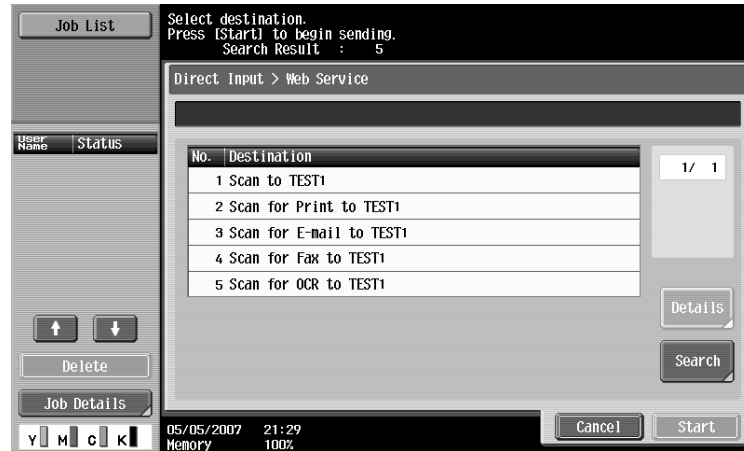 Job List
Select destination.
Press [Start] to begin sending.
Search Result : 5
Direct Input > Web Service
User Name Status
No. Destination
1/ 1
1 Scan to TEST1
2 Scan for Print to TEST1
3 Scan for E-mail to TEST1
4 Scan for Fax to TEST1
5 Scan for OCR to TEST1
Details
Search
Delete
Job Details
Cancel
Start
Y M C K
05/05/2007 21:29
Memory 100%